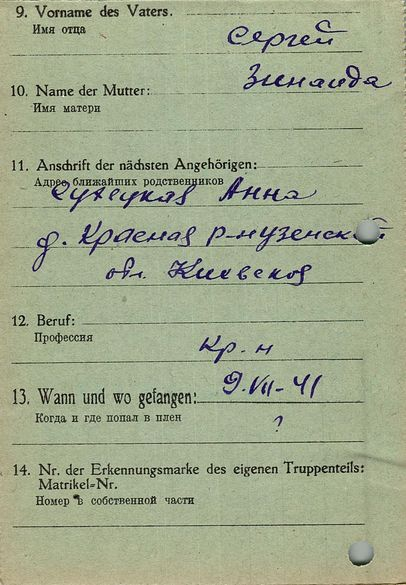 9. Vorname des Vaters.
Имя отца
Сергей
Зинаида
10. Name der Mutter:
Имя матери
11. Anschrift der nächsten Angehörigen:
Адрес ближайших родственников
Анна
д. Красная р-н
обл. Киевской
12. Beruf:
Профессия
Кр-н
9.VII-41
13. Wann und wo gefangen:
Когда и где попал в плен
?
14. Nr. der Erkennungsmarke des eigenen Truppenteils:
Matrikel=Nr.
Номер в собственной части